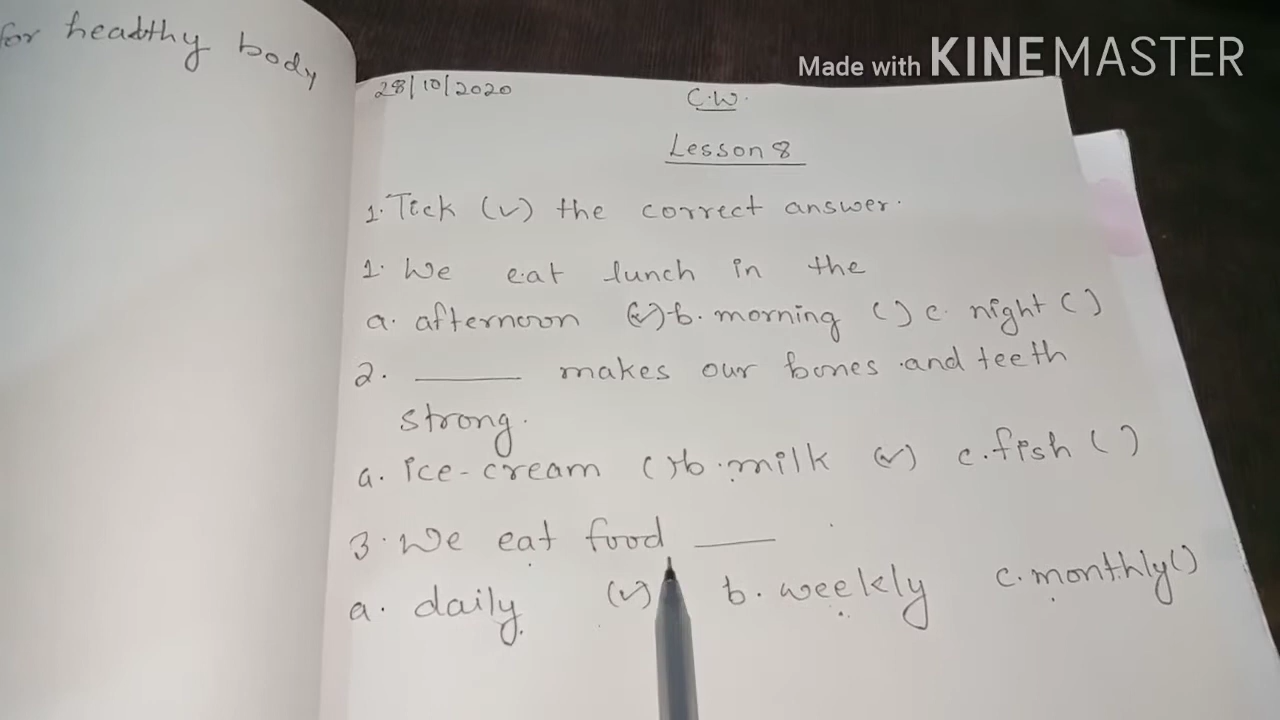 for healthy body
Made with KINEMASTER
28/10/2020
C.W.
Lesson 8
1. Tick (✓) the correct answer.
1. We eat lunch in the
a. afternoon (✓) b. morning ( ) c. night ( )
2. ______ makes our bones and teeth
strong.
a. ice-cream ( ) b. milk (✓) c. fish ( )
3. We eat food ____
a. daily (✓) b. weekly c. monthly ( )